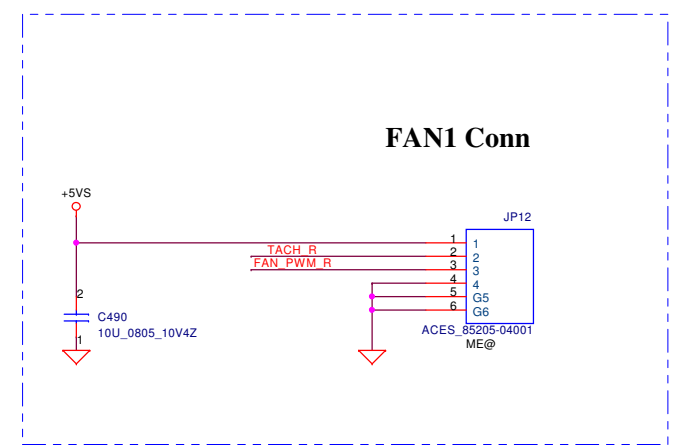 FAN1 Conn
+5VS
JP12
1 1
TACH_R 2 2
FAN_PWM_R 3 3
4 4
5 G5
6 G6
2
C490
10U_0805_10V4Z
1
ACES_85205-04001
ME@